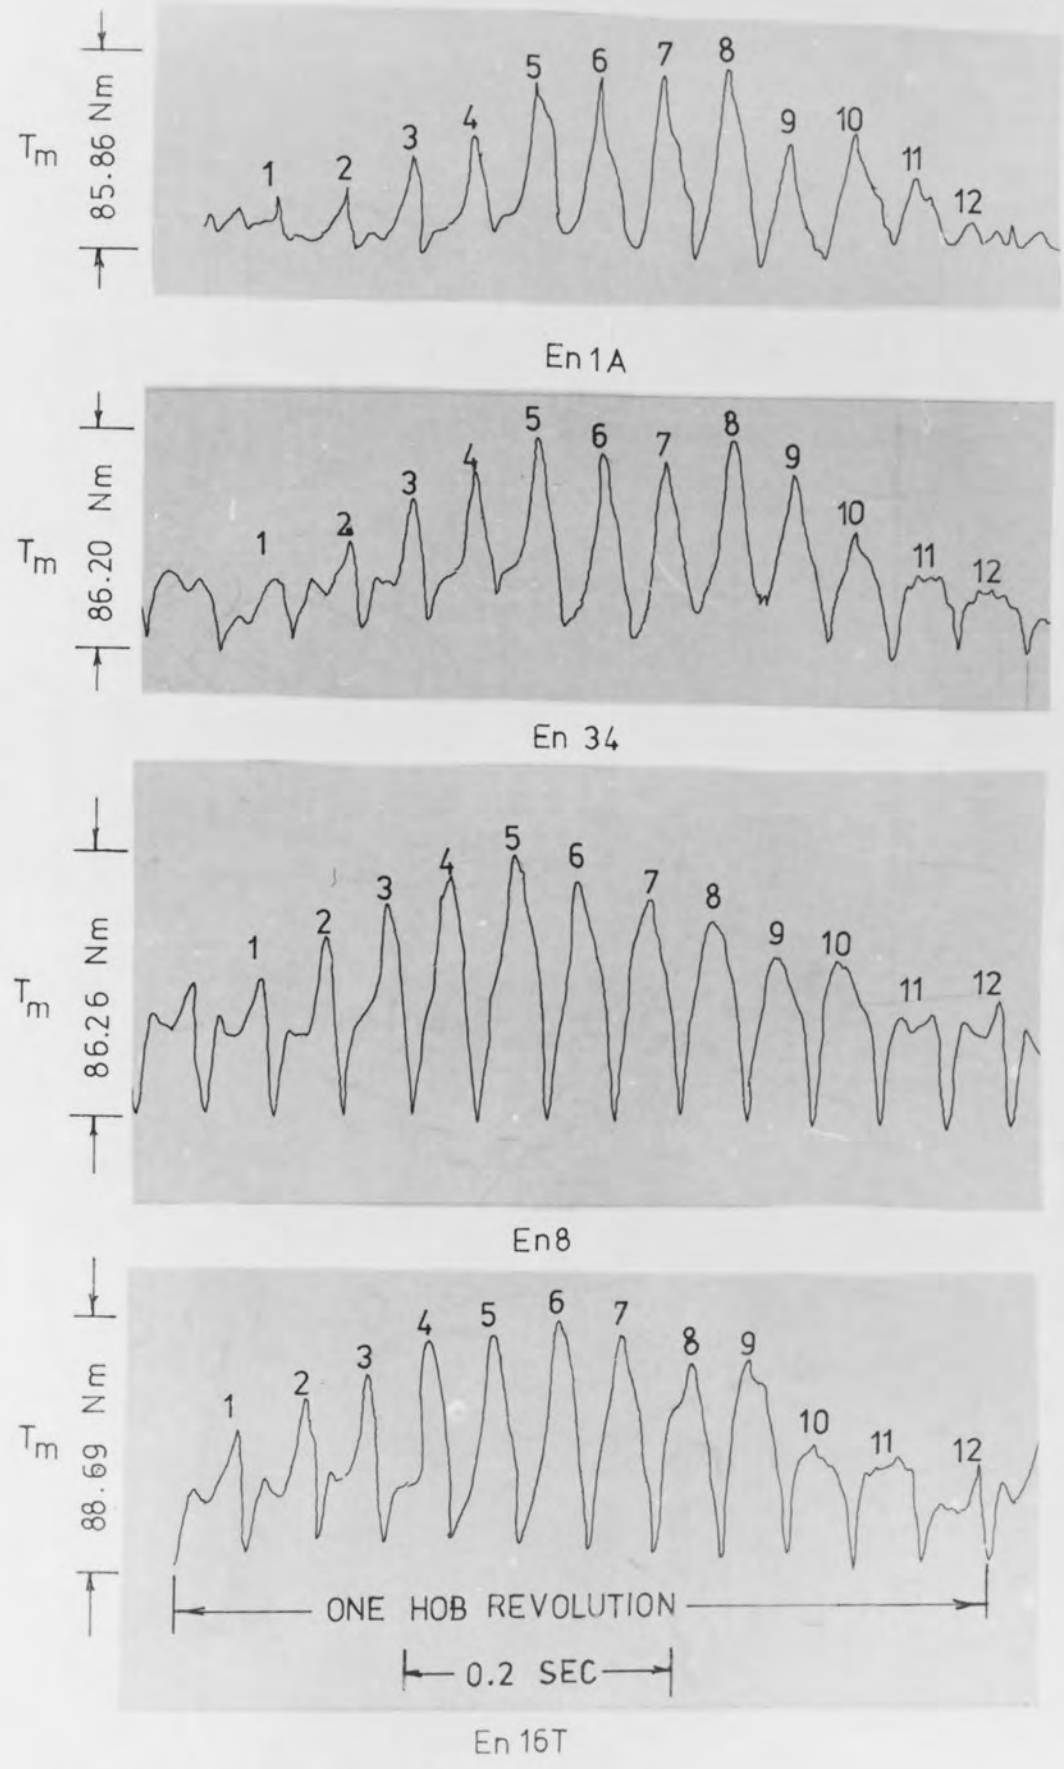 Tm
85.86 Nm
1 2 3 4 5 6 7 8 9 10 11 12
En 1A
Tm
86.20 Nm
1 2 3 4 5 6 7 8 9 10 11 12
En 34
Tm
86.26 Nm
1 2 3 4 5 6 7 8 9 10 11 12
En8
Tm
88.69 Nm
1 2 3 4 5 6 7 8 9 10 11 12
ONE HOB REVOLUTION
0.2 SEC
En 16T